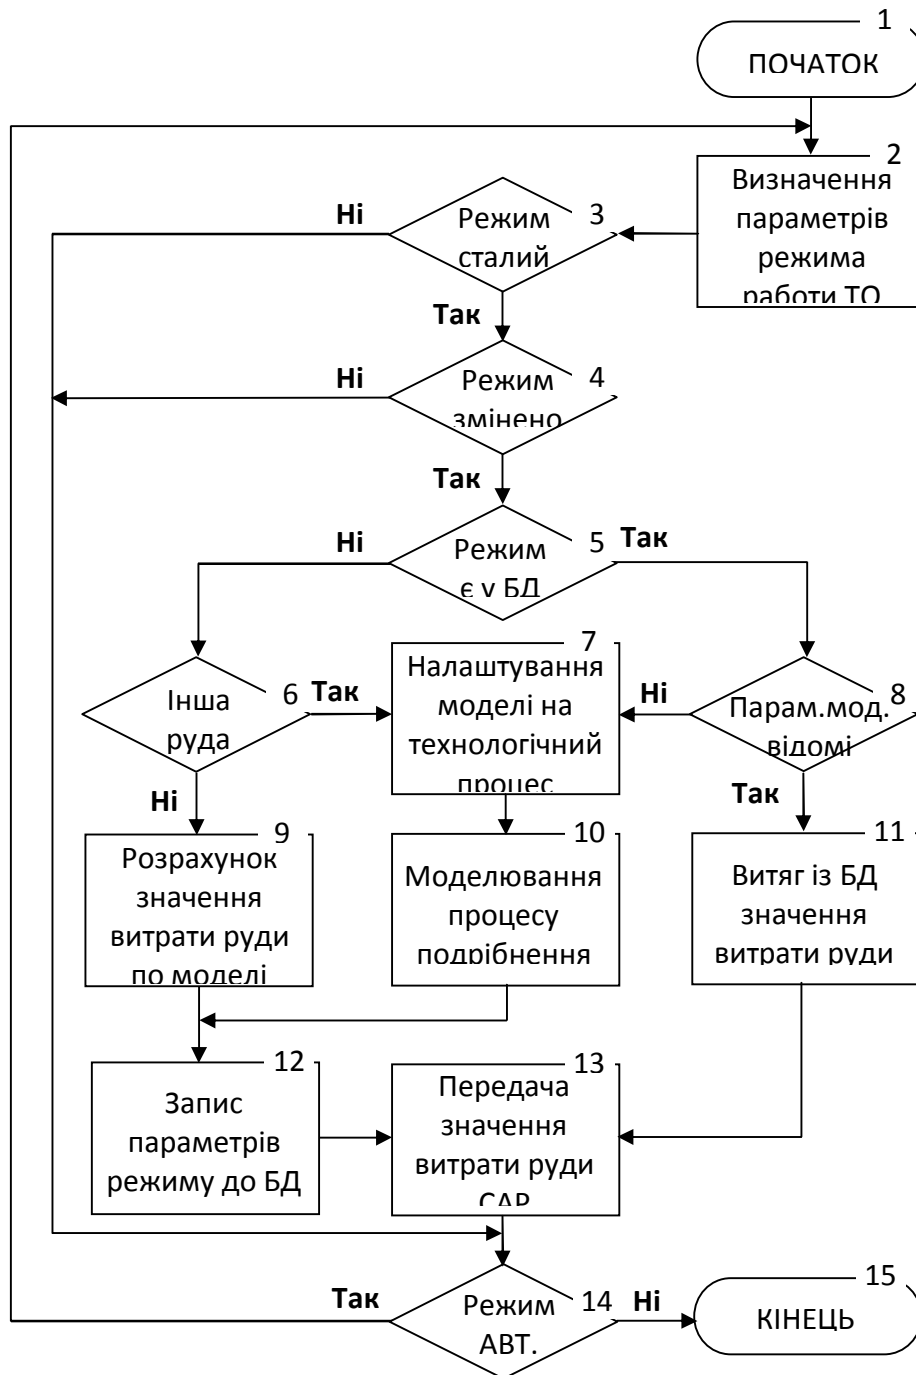 1
ПОЧАТОК
2
Визначення
параметрів
режима
работи ТО
Ні
3
Режим
сталий
Так
Ні
4
Режим
змінено
Так
Ні
5
Режим
є у БД
Так
6
Інша
руда
Так
7
Налаштування
моделі на
технологічний
процес
Ні
8
Парам.мод.
відомі
Ні
Так
9
Розрахунок
значення
витрати руди
по моделі
10
Моделювання
процесу
подрібнення
11
Витяг із БД
значення
витрати руди
12
Запис
параметрів
режиму до БД
13
Передача
значення
витрати руди
САР
Так
14
Режим
АВТ.
Ні
15
КІНЕЦЬ